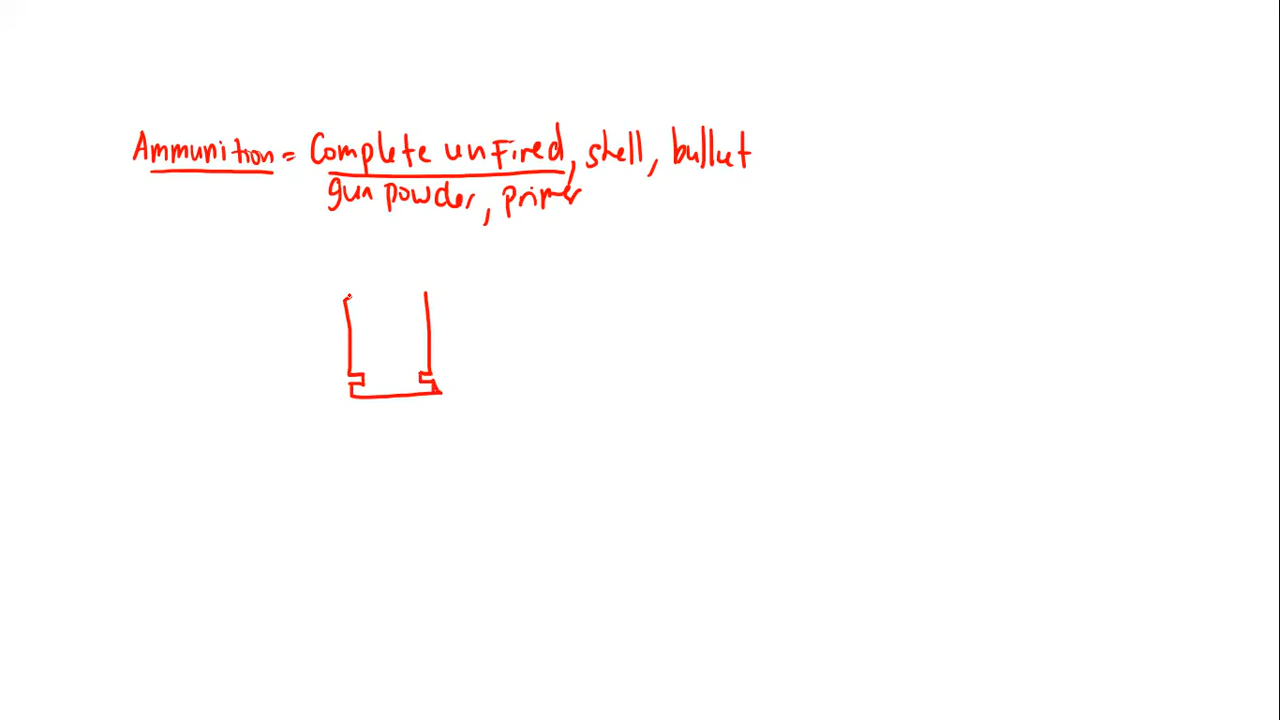 Ammunition = Complete unfired, shell, bullet
gun powder, primer